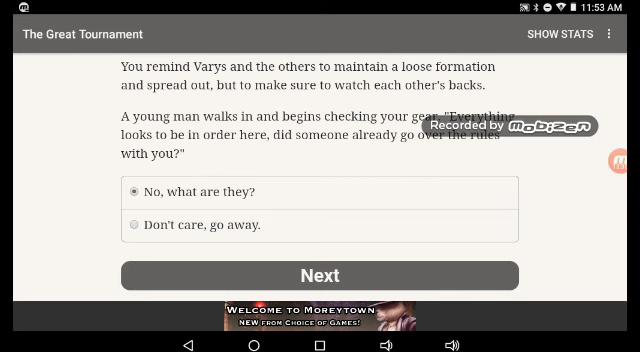 11:53 AM
The Great Tournament
SHOW STATS
You remind Varys and the others to maintain a loose formation
and spread out, but to make sure to watch each other's backs.
A young man walks in and begins checking your gear. "Everything
Recorded by mobizen
looks to be in order here, did someone already go over the rules
with you?"
No, what are they?
Don't care, go away.
Next
WELCOME TO MOREYTOWN
NEW FROM CHOICE OF GAMES!